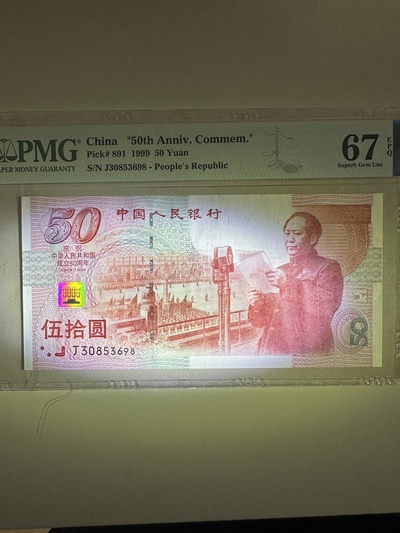 PMG
PAPER MONEY GUARANTY
China "50th Anniv. Commem."
Pick# 891 1999 50 Yuan
S/N J30853698 - People's Republic
67 EPQ
Superb Gem Unc
50
中国人民银行
庆祝
中华人民共和国
成立50周年
伍拾圆
J30853698
50